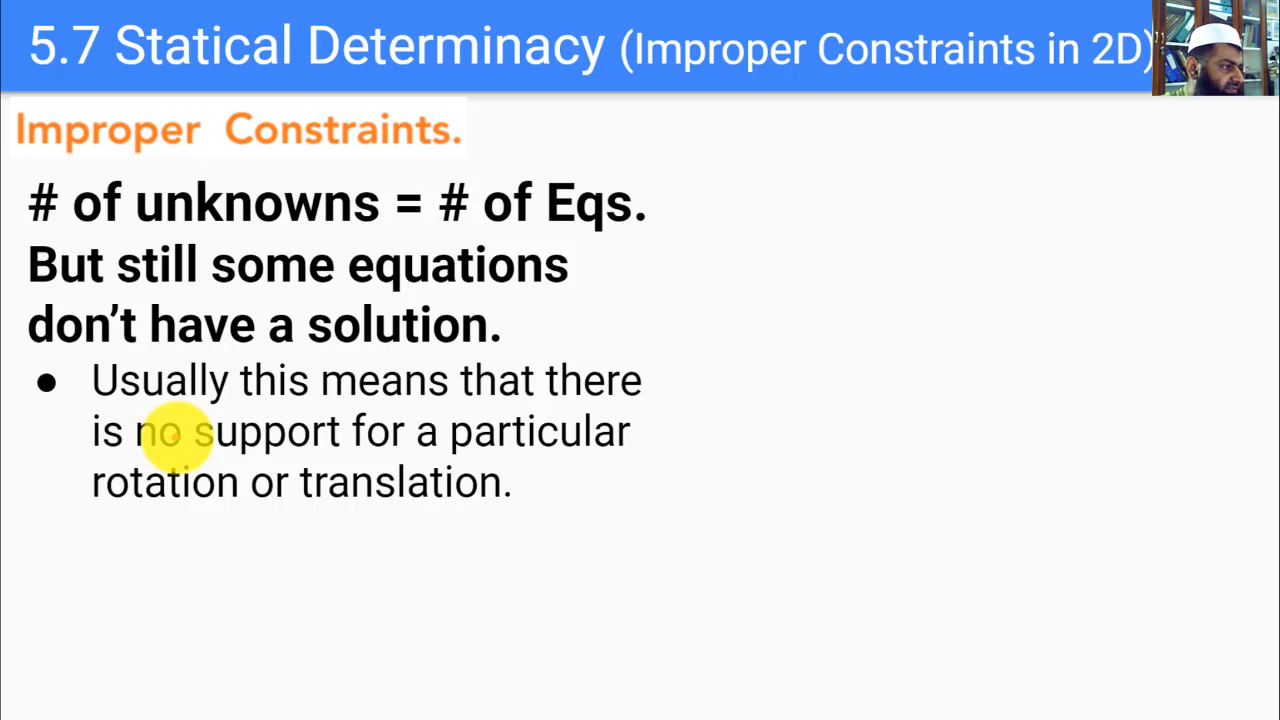 5.7 Statical Determinacy (Improper Constraints in 2D)
Improper Constraints.
# of unknowns = # of Eqs.
But still some equations
don’t have a solution.
● Usually this means that there
is no support for a particular
rotation or translation.